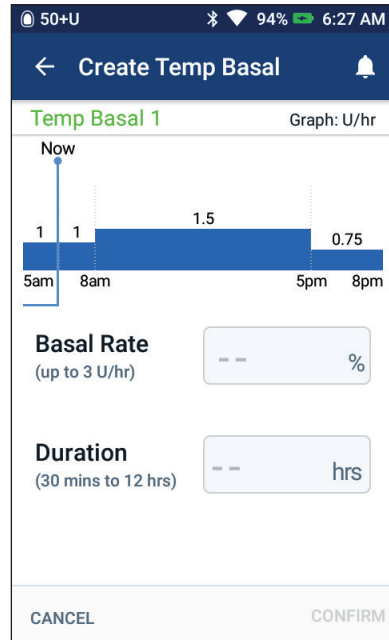 50+U 94% 6:27 AM
Create Temp Basal
Temp Basal 1 Graph: U/hr
Now
1 1 1.5 0.75
5am 8am 5pm 8pm
Basal Rate
(up to 3 U/hr)
-- %
Duration
(30 mins to 12 hrs)
-- hrs
CANCEL CONFIRM